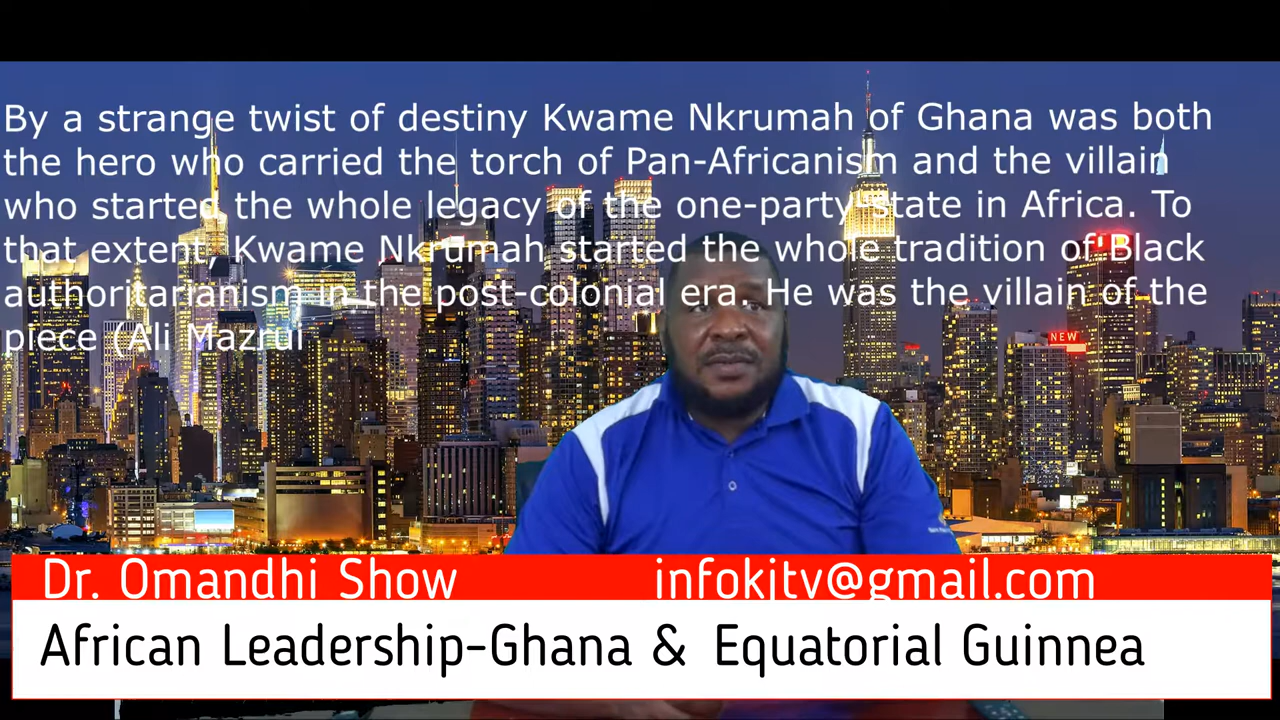 By a strange twist of destiny Kwame Nkrumah of Ghana was both
the hero who carried the torch of Pan-Africanism and the villain
who started the whole legacy of the one-party state in Africa. To
that extent, Kwame Nkrumah started the whole tradition of Black
authoritarianism in the post-colonial era. He was the villain of the
piece (Ali Mazrui
NEW
Dr. Omandhi Show infokjtv@gmail.com
African Leadership-Ghana & Equatorial Guinnea